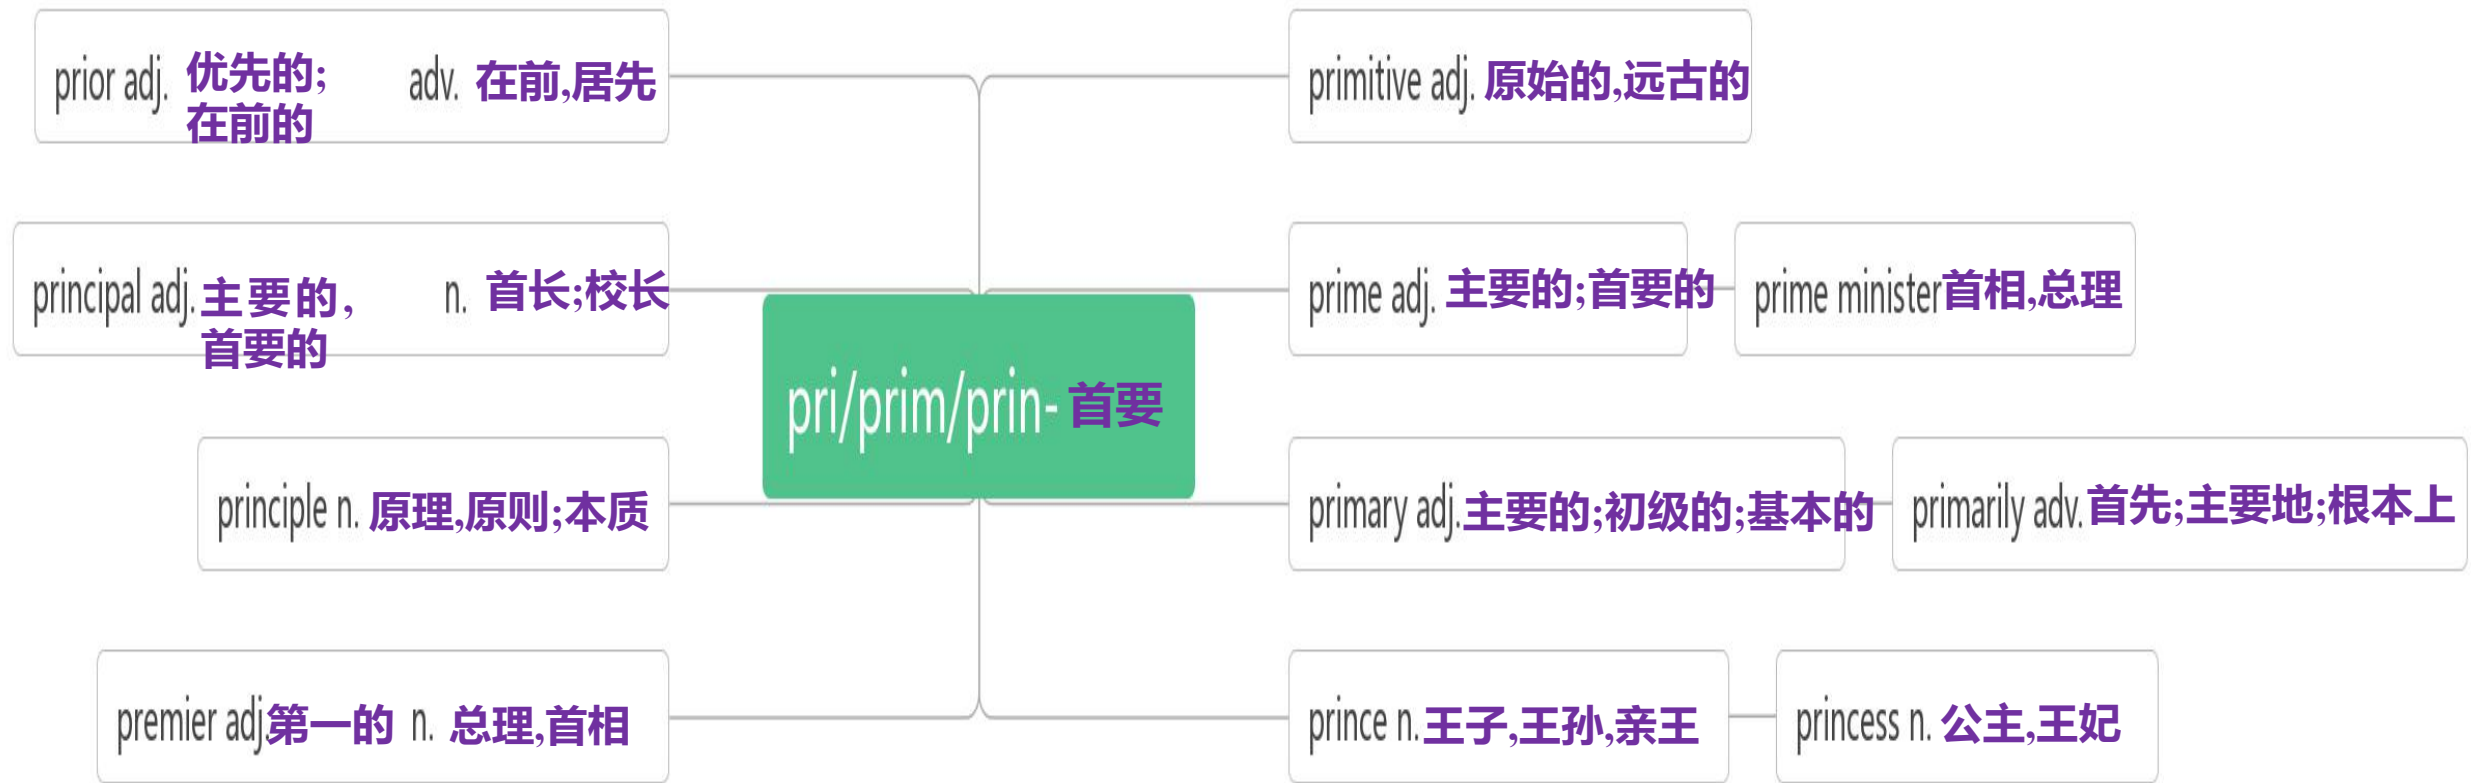 prior adj. 优先的; adv. 在前,居先
在前的
principal adj. 主要的, n. 首长;校长
首要的
principle n. 原理,原则;本质
premier adj.第一的 n. 总理,首相
pri/prim/prin- 首要
primitive adj. 原始的,远古的
prime adj. 主要的;首要的
prime minister首相,总理
primary adj.主要的;初级的;基本的
primarily adv.首先;主要地;根本上
prince n.王子,王孙,亲王
princess n. 公主,王妃